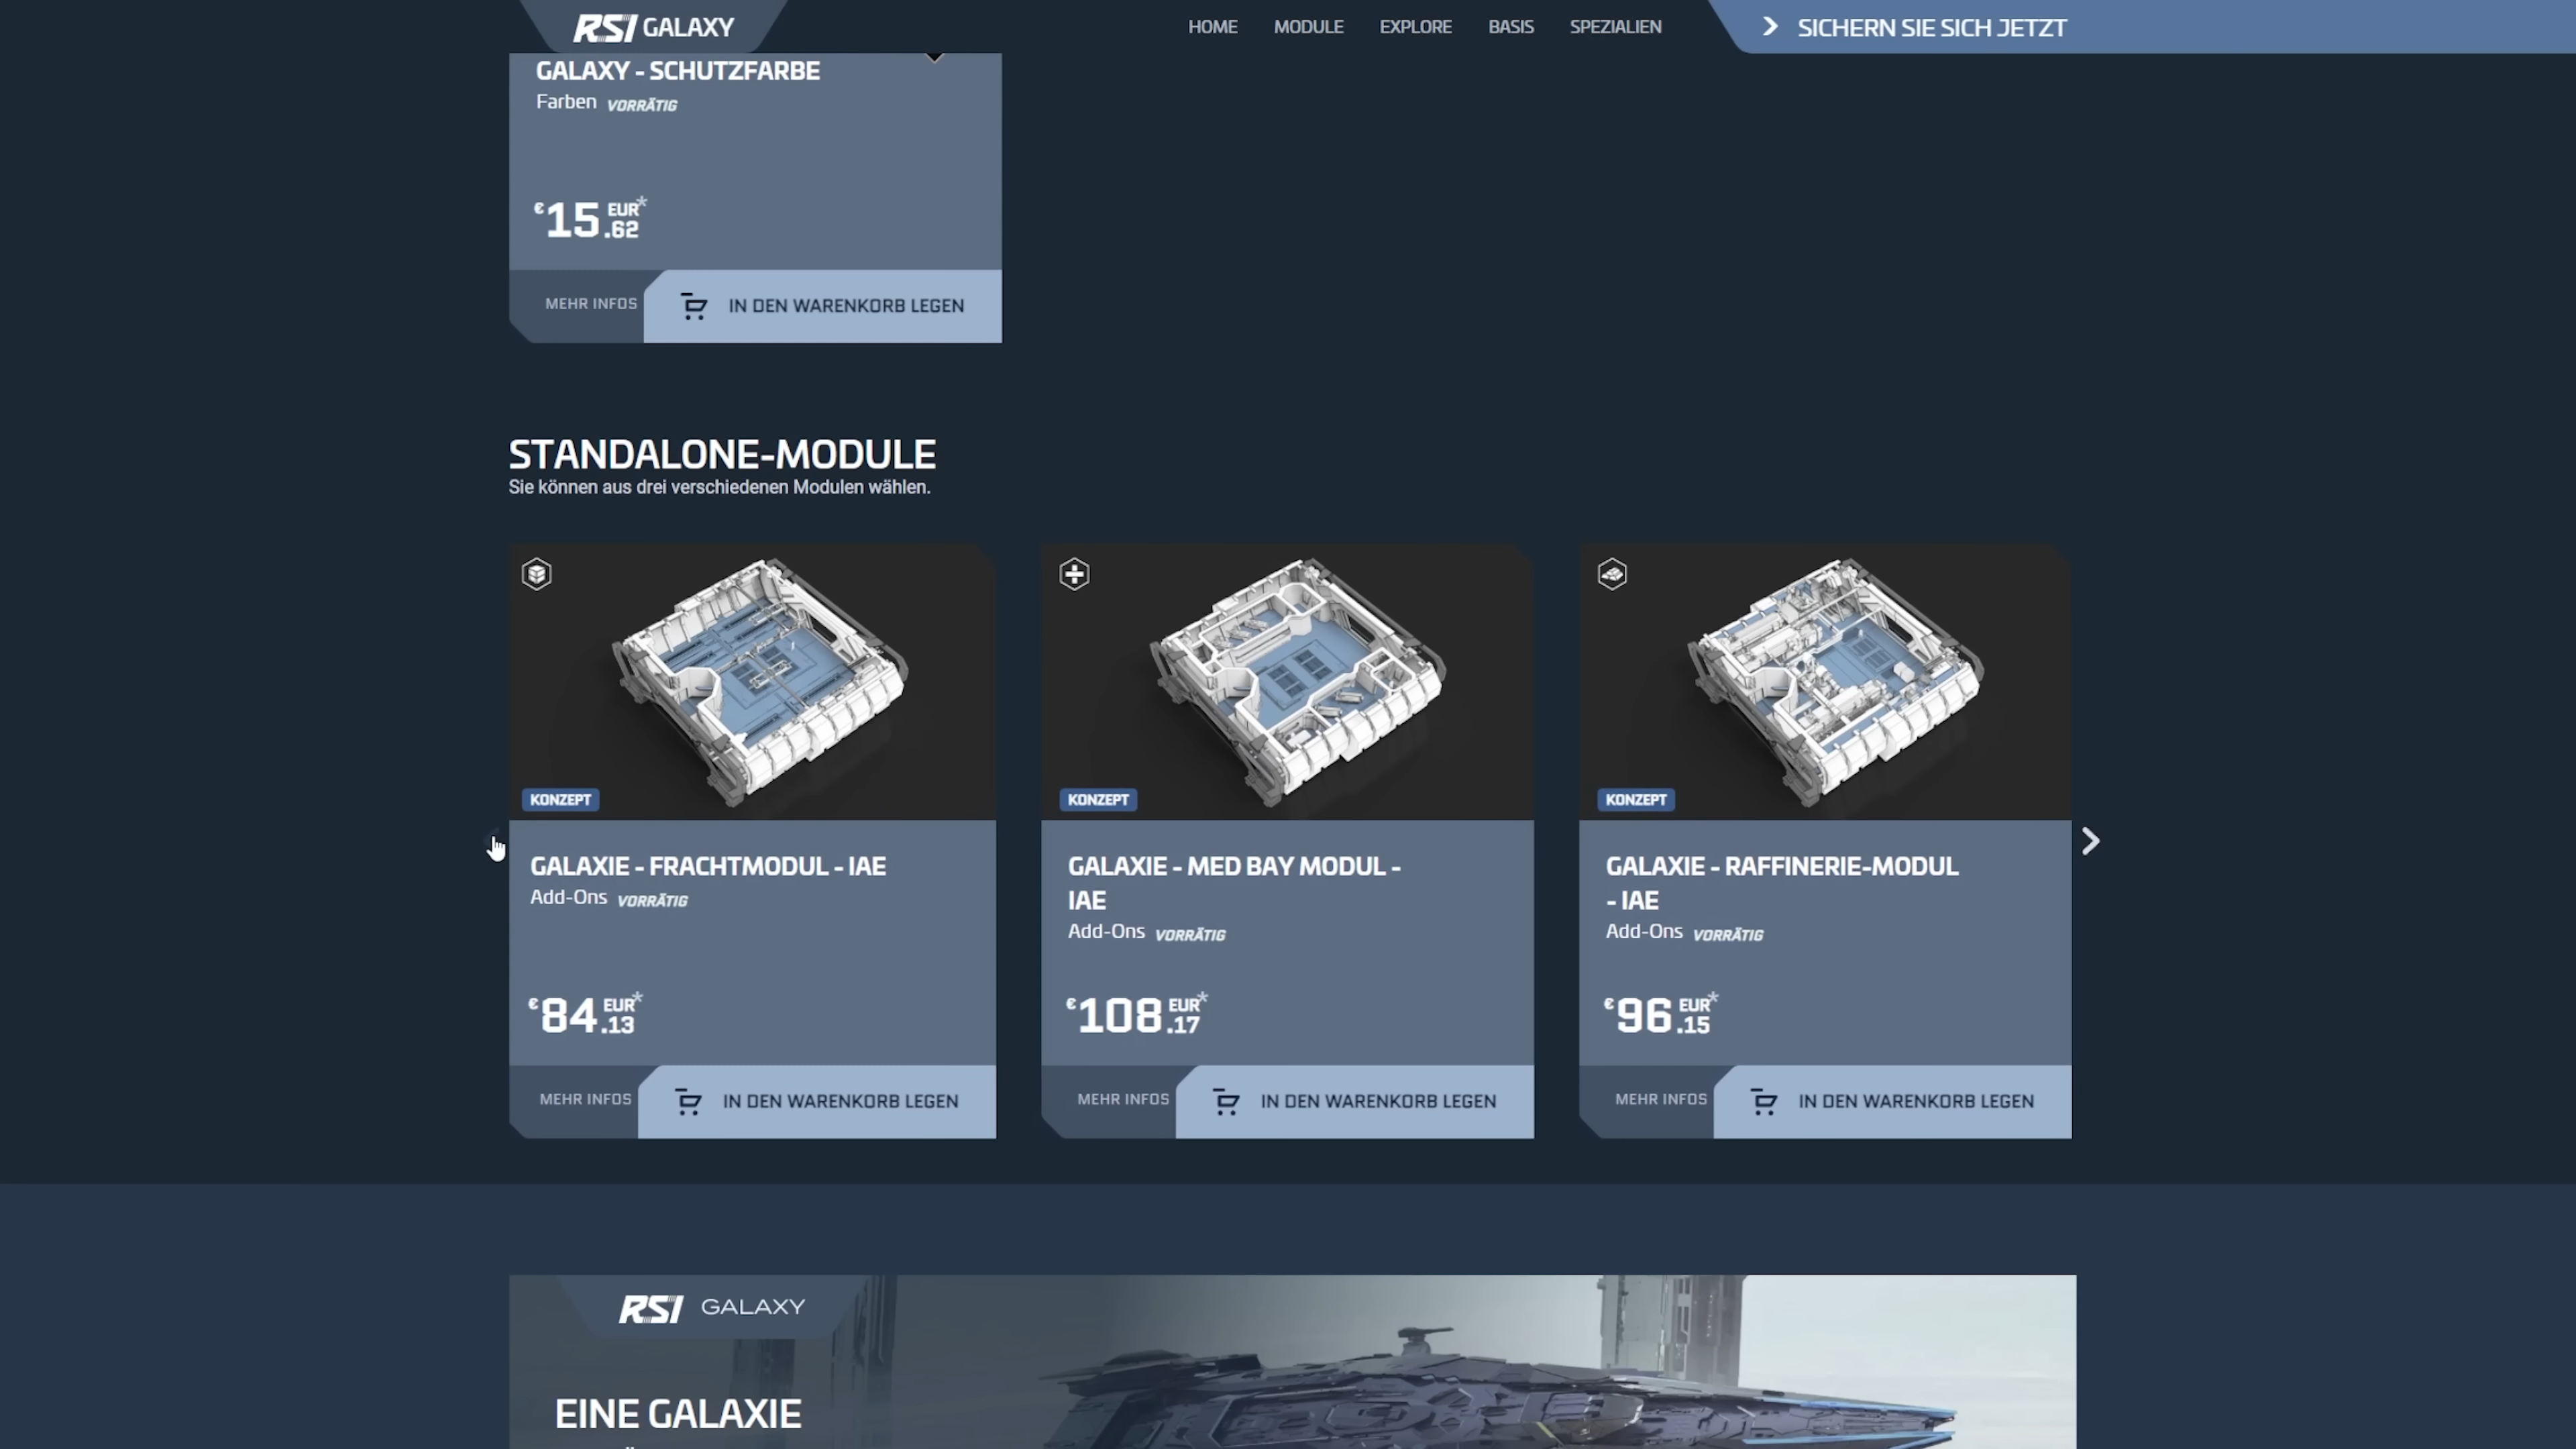 RSI GALAXY
HOME MODULE EXPLORE BASIS SPEZIALIEN
SICHERN SIE SICH JETZT
GALAXY - SCHUTZFARBE
Farben VORRÄTIG
€15.62 EUR*
MEHR INFOS
IN DEN WARENKORB LEGEN
STANDALONE-MODULE
Sie können aus drei verschiedenen Modulen wählen.
KONZEPT
GALAXIE - FRACHTMODUL - IAE
Add-Ons VORRÄTIG
€84.13 EUR*
MEHR INFOS
IN DEN WARENKORB LEGEN
KONZEPT
GALAXIE - MED BAY MODUL -
IAE
Add-Ons VORRÄTIG
€108.17 EUR*
MEHR INFOS
IN DEN WARENKORB LEGEN
KONZEPT
GALAXIE - RAFFINERIE-MODUL
- IAE
Add-Ons VORRÄTIG
€96.15 EUR*
MEHR INFOS
IN DEN WARENKORB LEGEN
RSI GALAXY
EINE GALAXIE